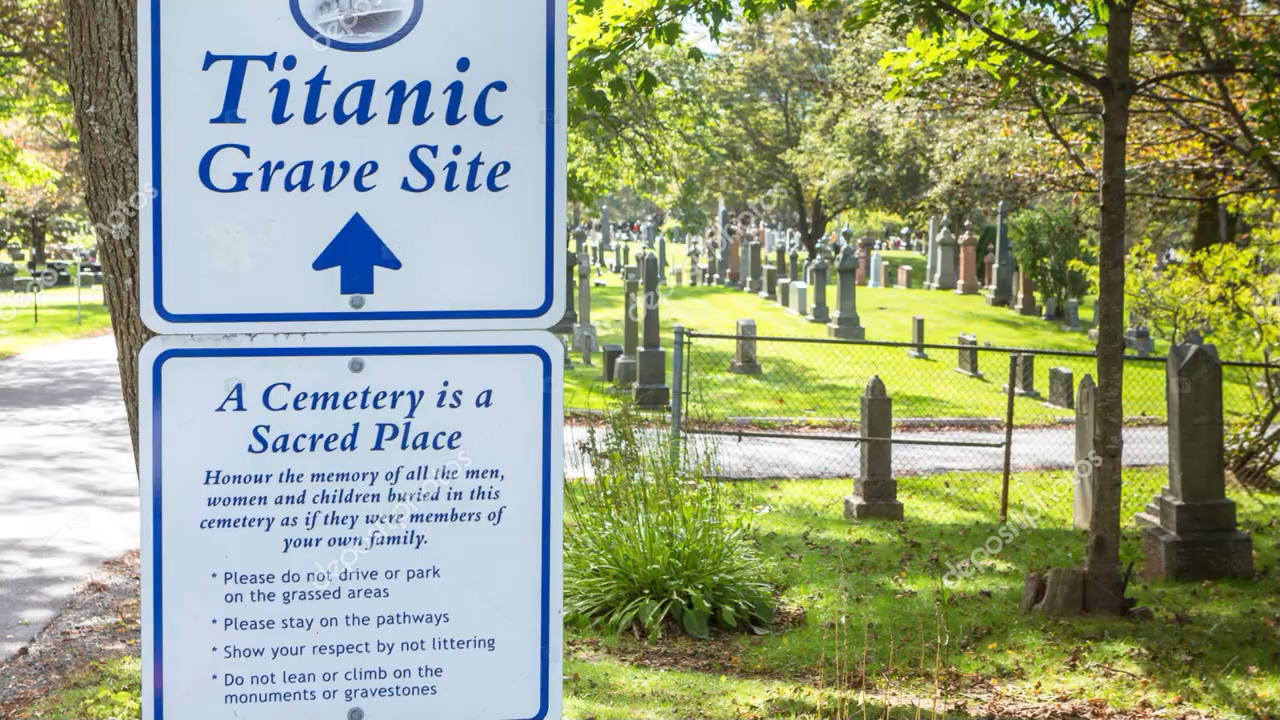 Titanic
Grave Site
A Cemetery is a
Sacred Place
Honour the memory of all the men,
women and children buried in this
cemetery as if they were members of
your own family.
* Please do not drive or park
on the grassed areas
* Please stay on the pathways
* Show your respect by not littering
* Do not lean or climb on the
monuments or gravestones
depositphotos